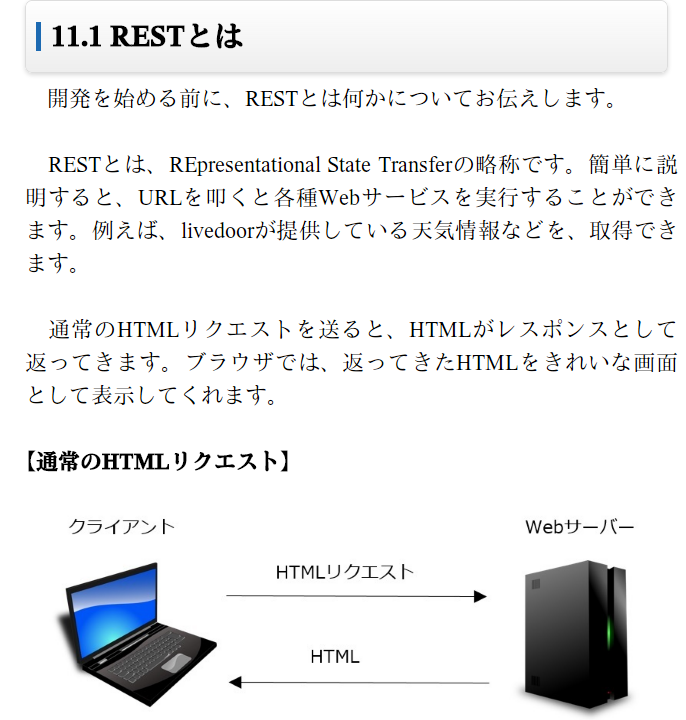 11.1 RESTとは
開発を始める前に、RESTとは何かについてお伝えします。
RESTとは、REpresentational State Transferの略称です。簡単に説
明すると、URLを叩くと各種Webサービスを実行することができ
ます。例えば、livedoorが提供している天気情報などを、取得でき
ます。
通常のHTMLリクエストを送ると、HTMLがレスポンスとして
返ってきます。ブラウザでは、返ってきたHTMLをきれいな画面
として表示してくれます。
【通常のHTMLリクエスト】
クライアント
Webサーバー
HTMLリクエスト
HTML